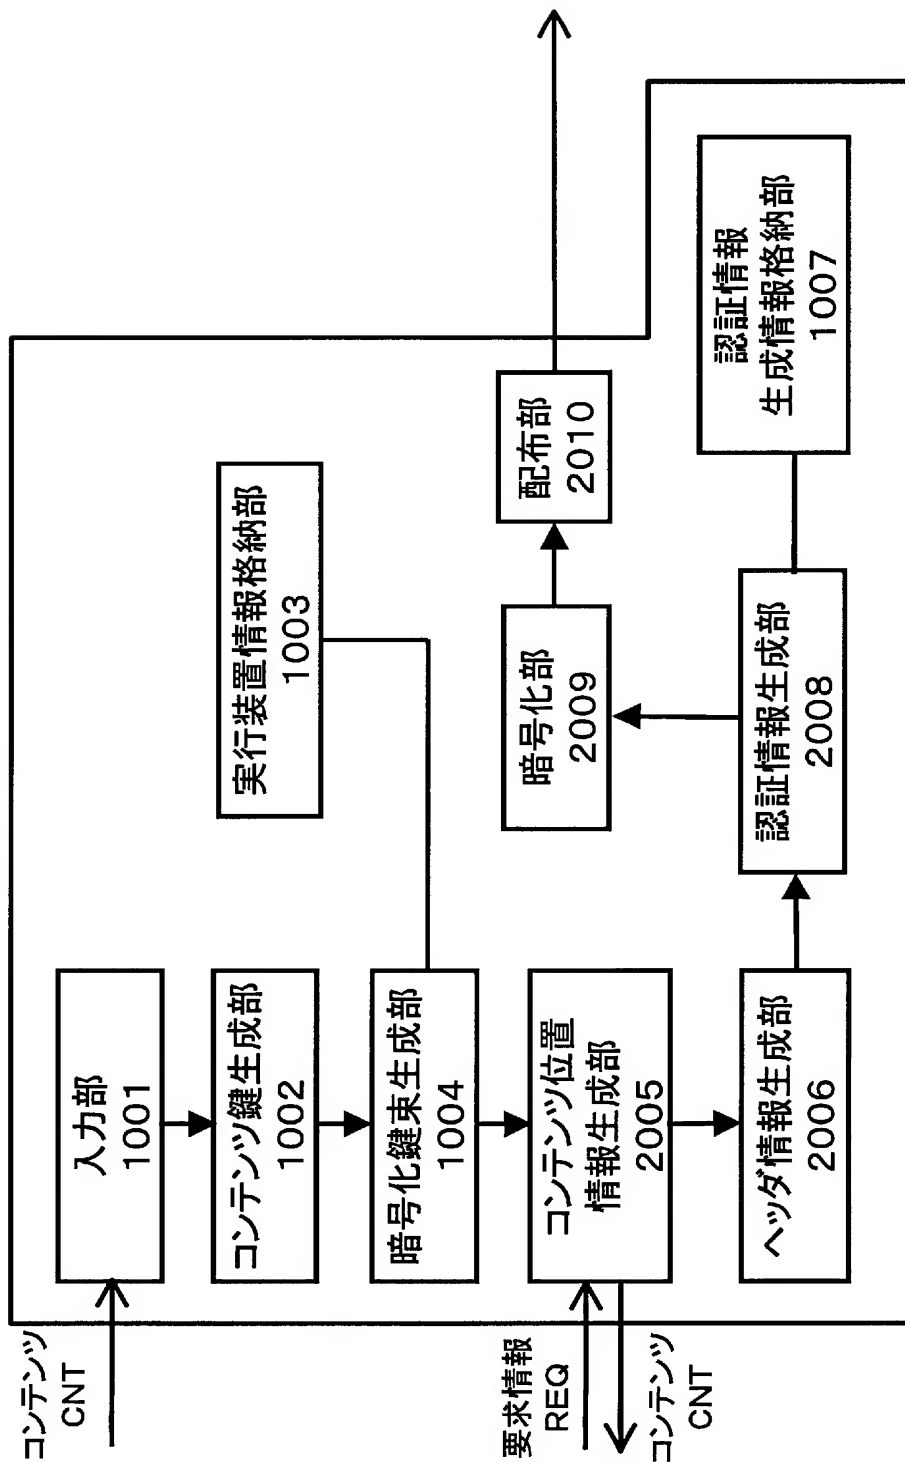 コンテンツ
CNT
入力部
1001
コンテンツ鍵生成部
1002
実行装置情報格納部
1003
暗号化鍵束生成部
1004
要求情報
REQ
コンテンツ
CNT
コンテンツ位置
情報生成部
2005
暗号化部
2009
配布部
2010
ヘッダ情報生成部
2006
認証情報生成部
2008
認証情報
生成情報格納部
1007